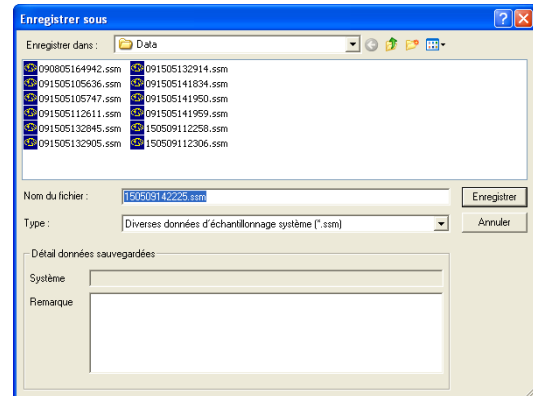 Enregistrer sous
Enregistrer dans : Data
090805164942.ssm 091505132914.ssm
091505105636.ssm 091505141834.ssm
091505105747.ssm 091505141950.ssm
091505112611.ssm 091505141959.ssm
091505132845.ssm 150509112258.ssm
091505132905.ssm 150509112306.ssm
Nom du fichier : 150509142225.ssm Enregistrer
Type : Diverses données d'échantillonnage système (*.ssm) Annuler
Détail données sauvegardées
Système
Remarque